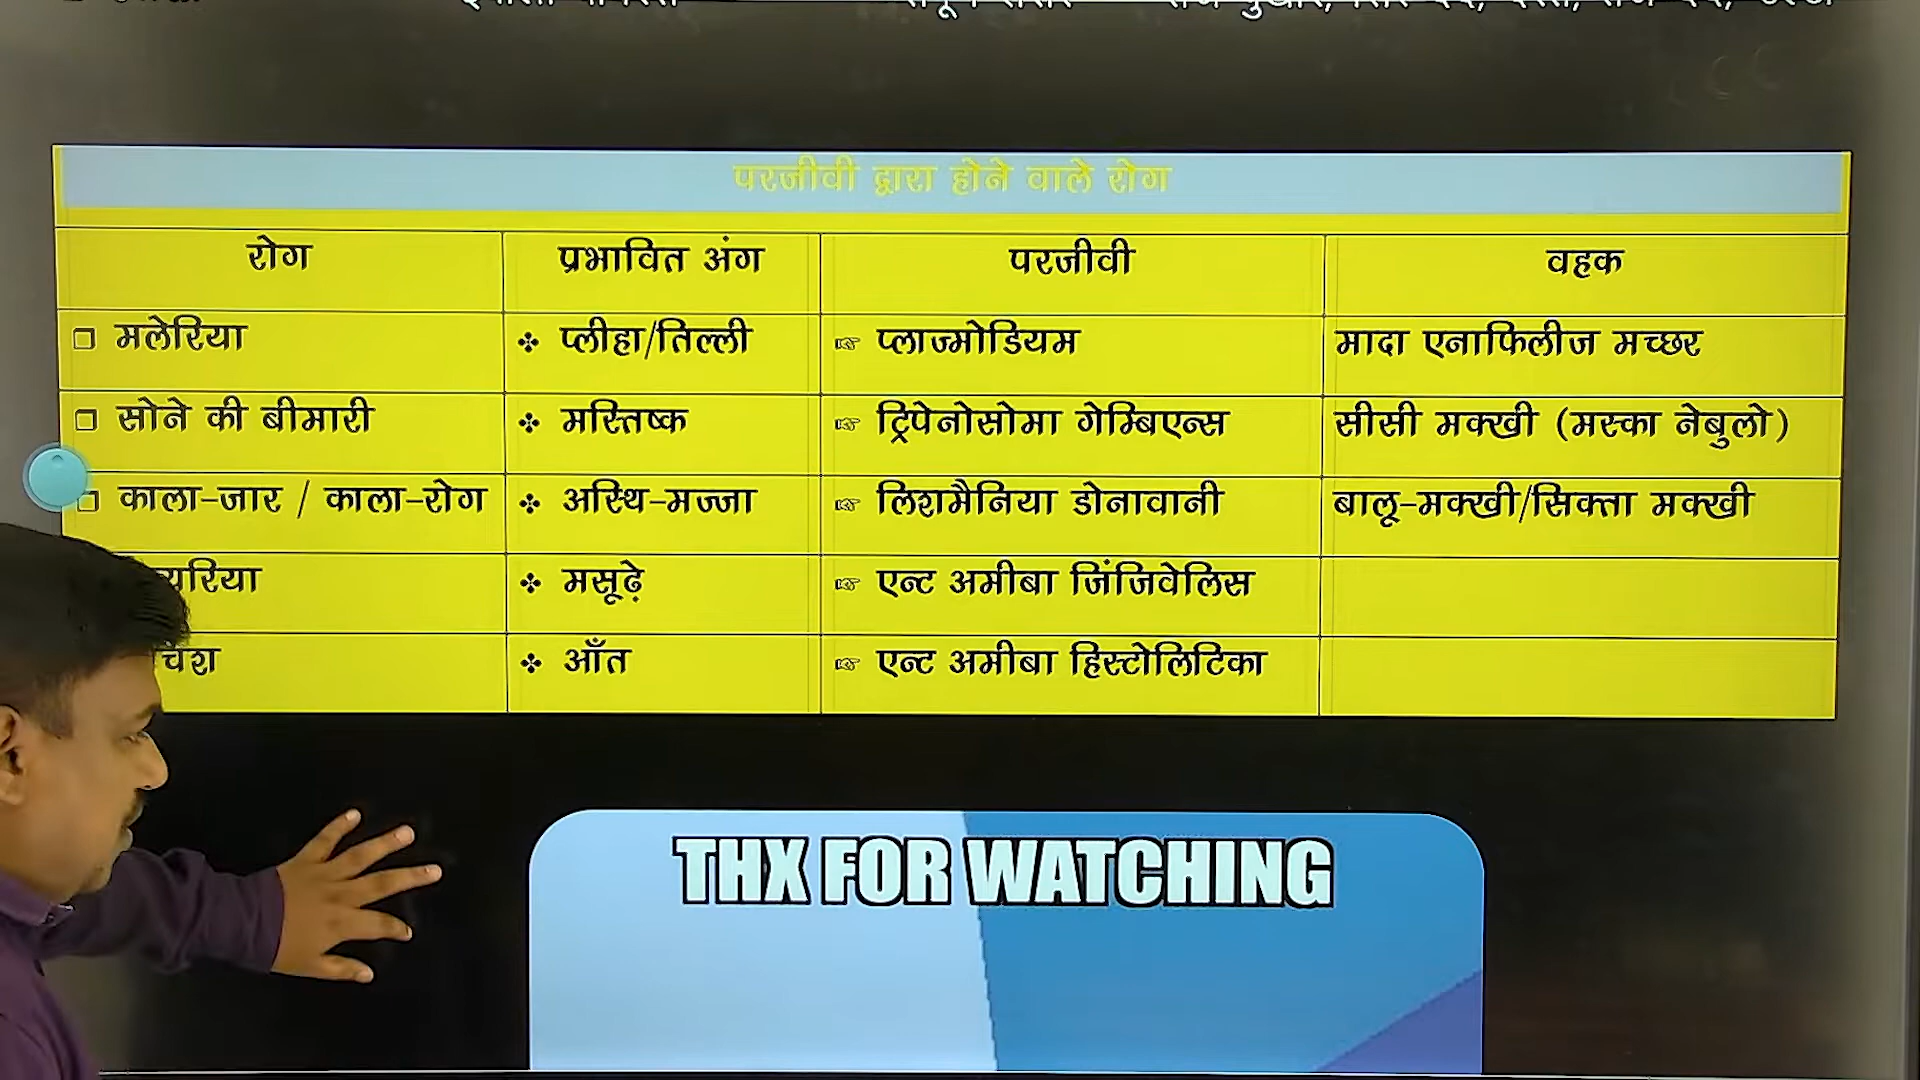 परजीवी द्वारा होने वाले रोग
रोग प्रभावित अंग परजीवी वहक
मलेरिया प्लीहा/तिल्ली प्लाज्मोडियम मादा एनाफिलीज मच्छर
सोने की बीमारी मस्तिष्क ट्रिपेनोसोमा गेम्बिएन्स सीसी मक्खी (मस्का नेबुलो)
काला-जार / काला-रोग अस्थि-मज्जा लिशमैनिया डोनावानी बालू-मक्खी/सिक्ता मक्खी
मसूढ़े एन्ट अमीबा जिंजिवेलिस
आँत एन्ट अमीबा हिस्टोलिटिका
THX FOR WATCHING